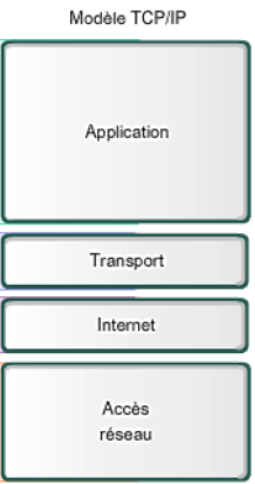 Modèle TCP/IP
Application
Transport
Internet
Accès
réseau